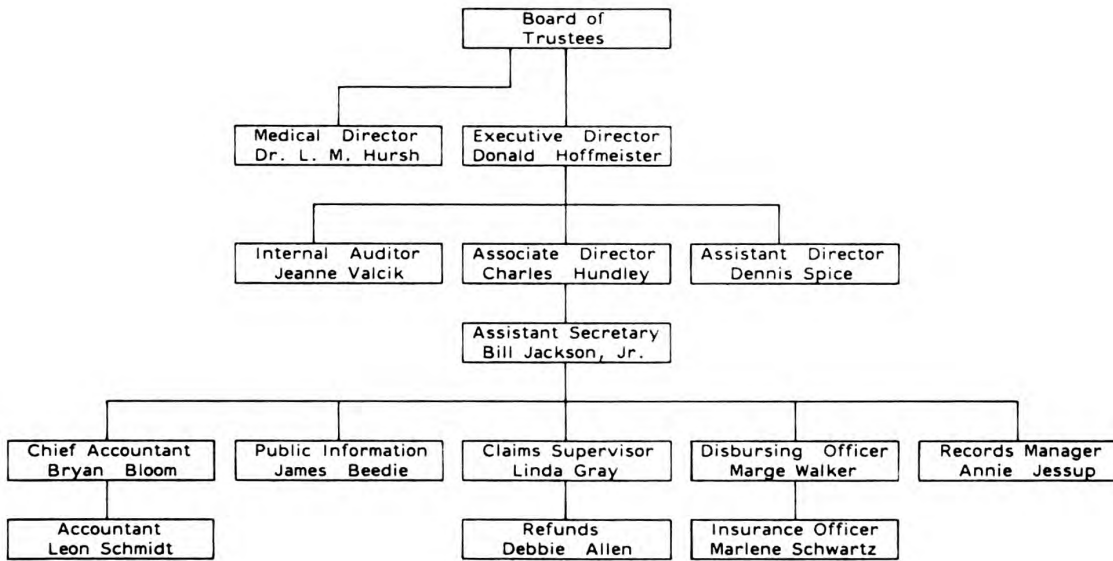 Board of
Trustees
Medical Director
Dr. L. M. Hursh
Executive Director
Donald Hoffmeister
Internal Auditor
Jeanne Valcik
Associate Director
Charles Hundley
Assistant Director
Dennis Spice
Assistant Secretary
Bill Jackson, Jr.
Chief Accountant
Bryan Bloom
Public Information
James Beedie
Claims Supervisor
Linda Gray
Disbursing Officer
Marge Walker
Records Manager
Annie Jessup
Accountant
Leon Schmidt
Refunds
Debbie Allen
Insurance Officer
Marlene Schwartz